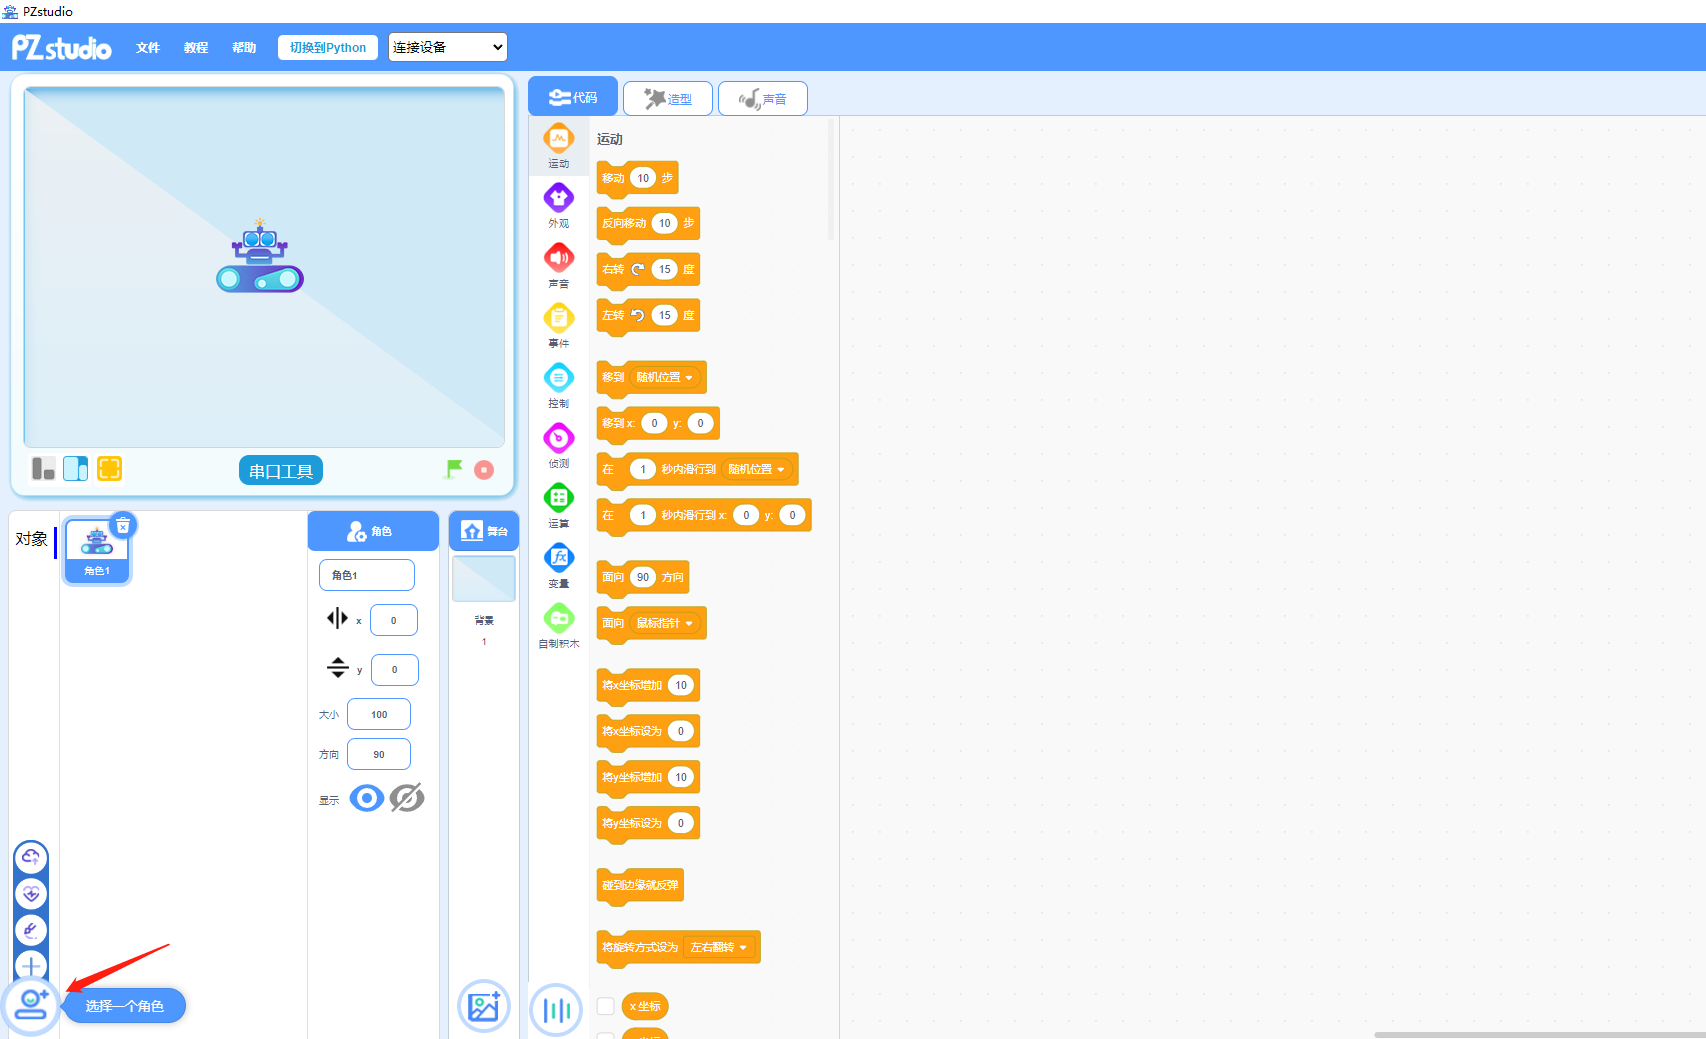 PZstudio
PZstudio 文件 教程 帮助 切换到Python 连接设备
代码 造型 声音
串口工具
对象
角色1
角色
角色1
x 0
y 0
大小 100
方向 90
显示
舞台
背景
1
选择一个角色
运动
外观
声音
事件
控制
侦测
运算
变量
自制积木
运动
移动 10 步
反向移动 10 步
右转 15 度
左转 15 度
移到 随机位置
移到 x: 0 y: 0
在 1 秒内滑行到 随机位置
在 1 秒内滑行到 x: 0 y: 0
面向 90 方向
面向 鼠标指针
将x坐标增加 10
将x坐标设为 0
将y坐标增加 10
将y坐标设为 0
碰到边缘就反弹
将旋转方式设为 左右翻转
x 坐标